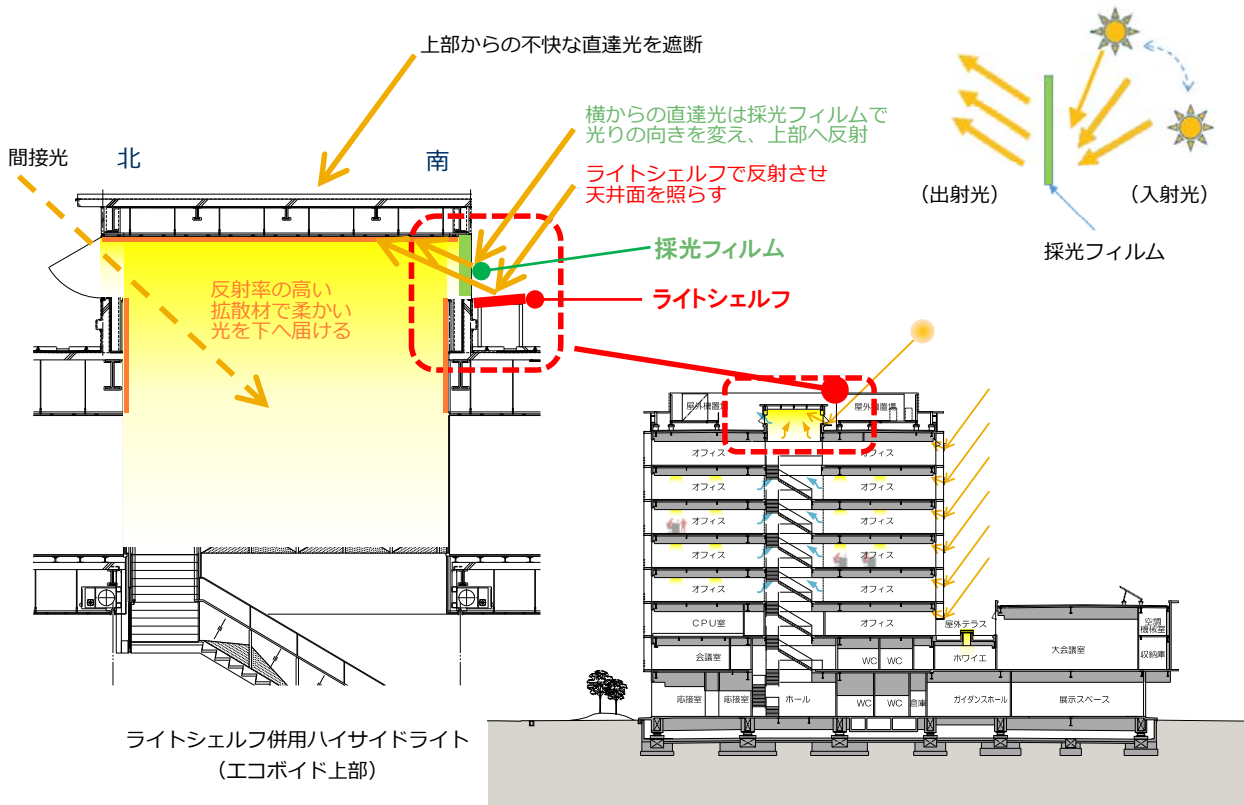 上部からの不快な直達光を遮断
横からの直達光は採光フィルムで
光りの向きを変え、上部へ反射
ライトシェルフで反射させ
天井面を照らす
間接光
北
南
採光フィルム
ライトシェルフ
反射率の高い
拡散材で柔かい
光を下へ届ける
(出射光)
(入射光)
採光フィルム
ライトシェルフ併用ハイサイドライト
(エコボイド上部)
屋外機置場
屋外機置場
オフィス
オフィス
オフィス
オフィス
オフィス
オフィス
オフィス
オフィス
オフィス
オフィス
CPU室
オフィス
屋外テラス
空調
機械室
会議室
WC
WC
ホワイエ
大会議室
収納庫
応接室
応接室
ホール
WC
WC
倉庫
ガイダンスホール
展示スペース